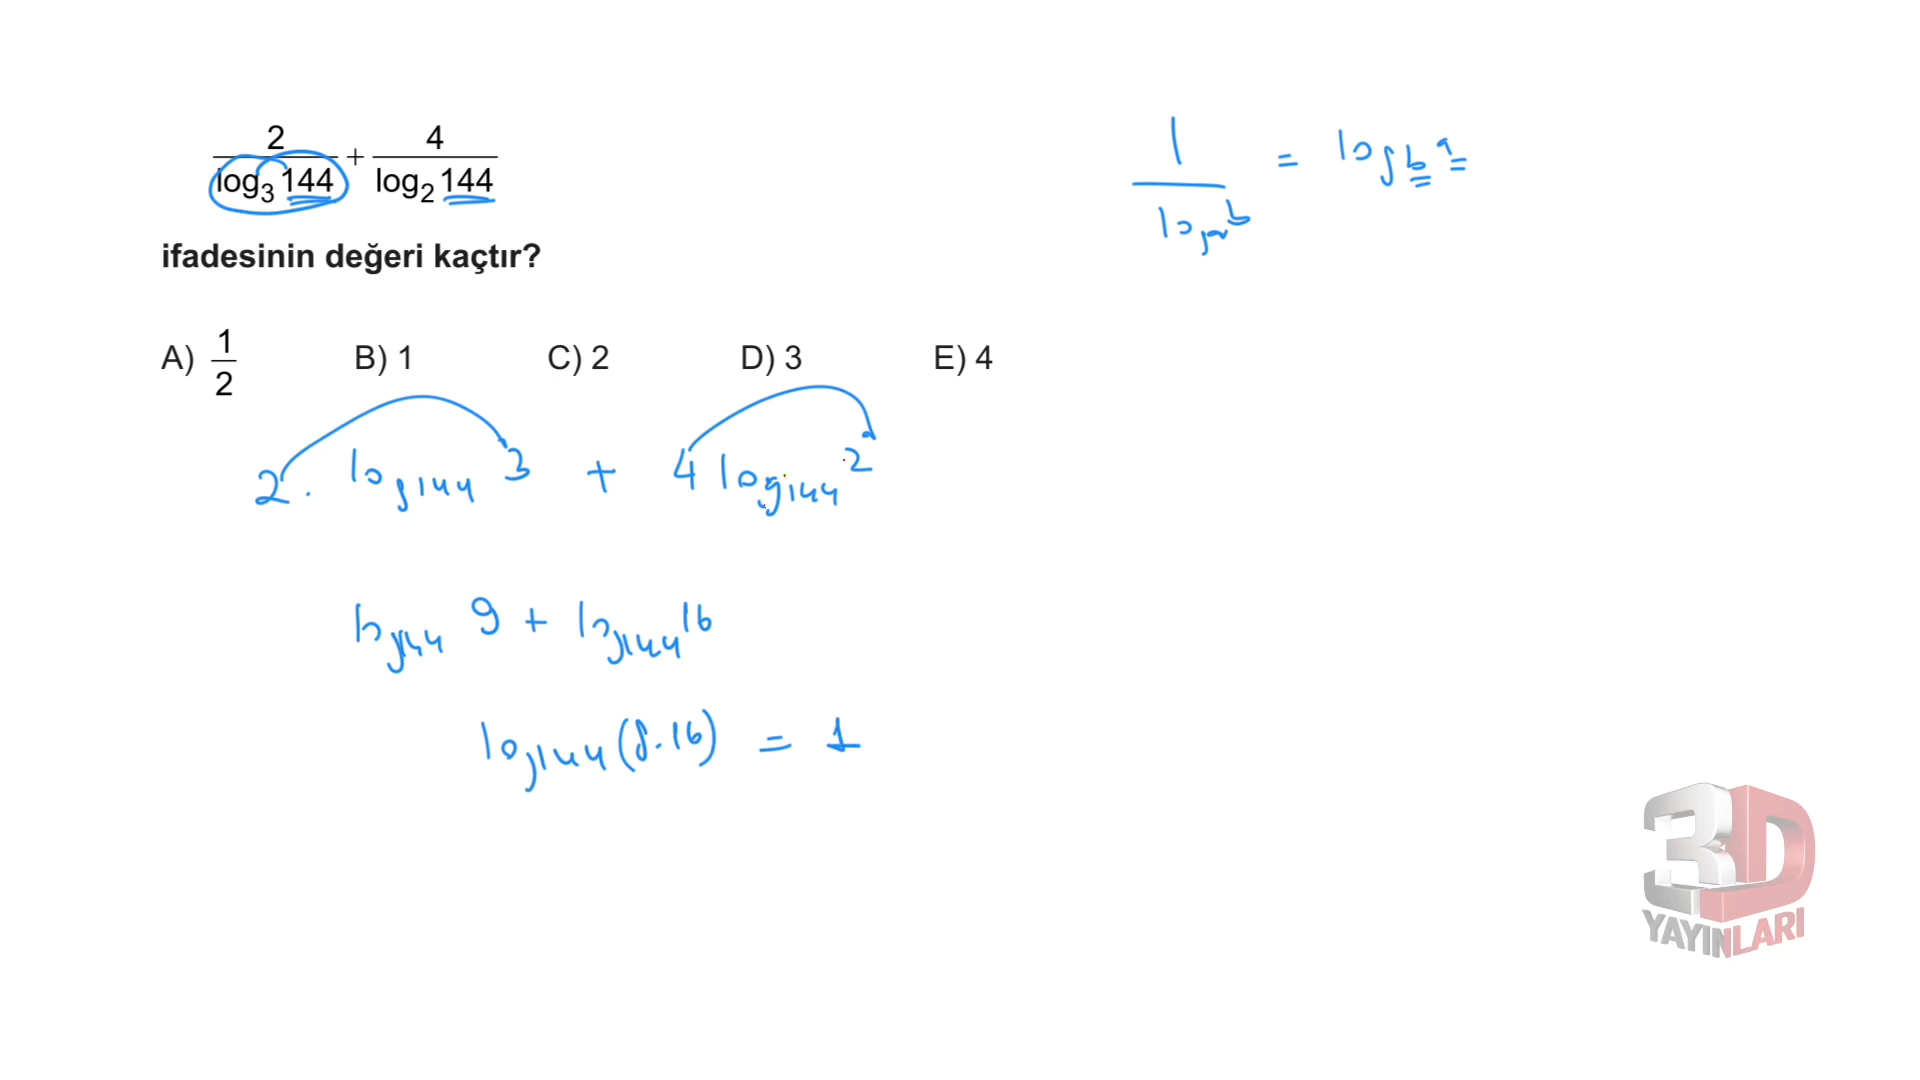 2/log₃ 144 + 4/log₂ 144
ifadesinin değeri kaçtır?
A) 1/2 B) 1 C) 2 D) 3 E) 4
1/logₐ b = log_b a
2 · log₁₄₄ 3 + 4 log₁₄₄ 2
log₁₄₄ 9 + log₁₄₄ 16
log₁₄₄ (9·16) = 1
3D
YAYINLARI